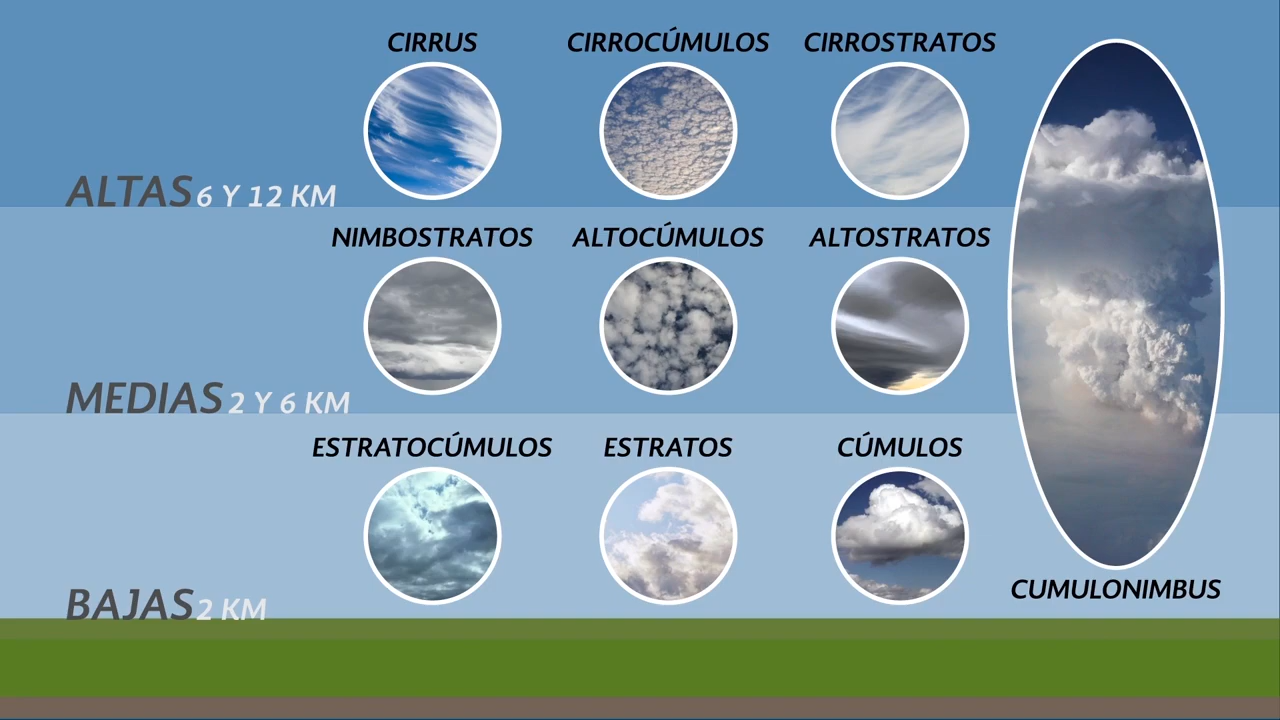 CIRRUS
CIRROCÚMULOS
CIRROSTRATOS
ALTAS 6 Y 12 KM
NIMBOSTRATOS
ALTOCÚMULOS
ALTOSTRATOS
MEDIAS 2 Y 6 KM
ESTRATOCÚMULOS
ESTRATOS
CÚMULOS
CUMULONIMBUS
BAJAS 2 KM